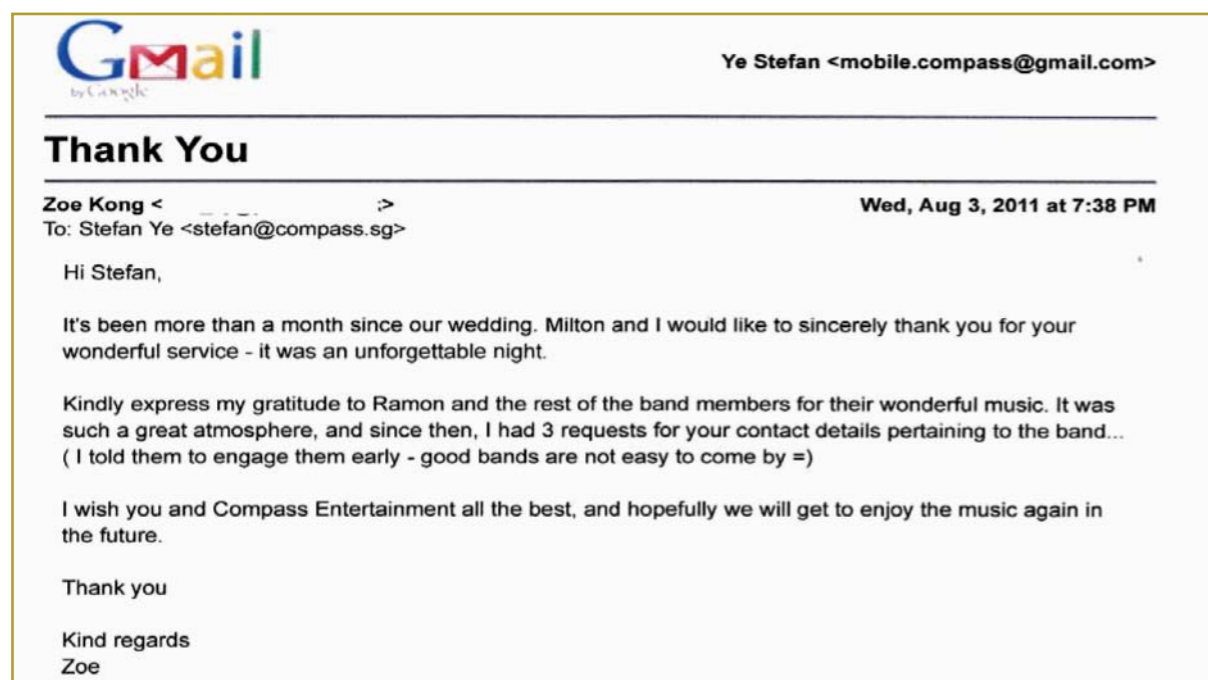 Gmail
by Google
Ye Stefan <mobile.compass@gmail.com>
Thank You
Zoe Kong < :>
Wed, Aug 3, 2011 at 7:38 PM
To: Stefan Ye <stefan@compass.sg>
Hi Stefan,
It's been more than a month since our wedding. Milton and I would like to sincerely thank you for your
wonderful service - it was an unforgettable night.
Kindly express my gratitude to Ramon and the rest of the band members for their wonderful music. It was
such a great atmosphere, and since then, I had 3 requests for your contact details pertaining to the band...
( I told them to engage them early - good bands are not easy to come by =)
I wish you and Compass Entertainment all the best, and hopefully we will get to enjoy the music again in
the future.
Thank you
Kind regards
Zoe